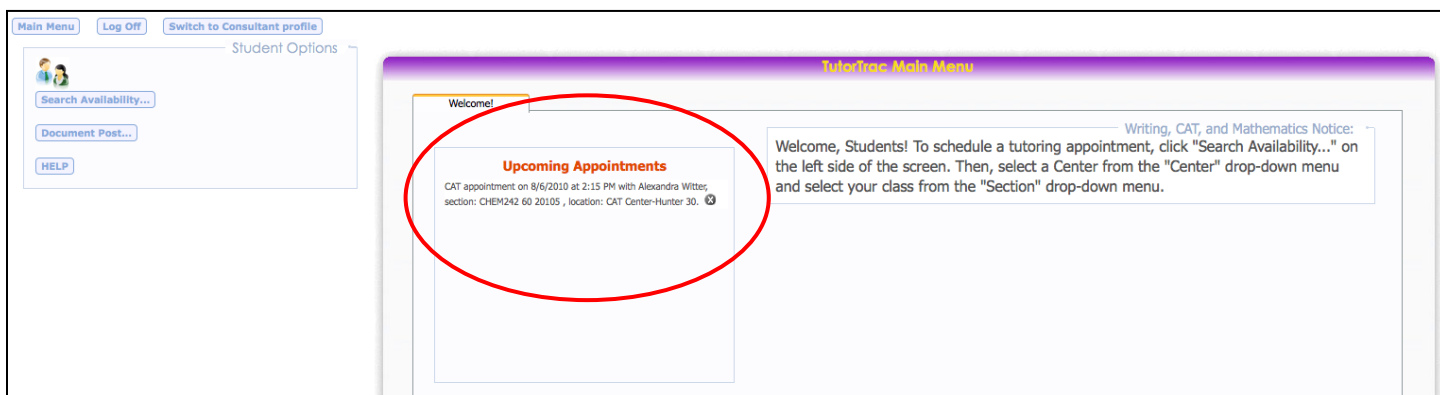 Main Menu
Log Off
Switch to Consultant profile
Student Options
Search Availability...
Document Post...
HELP
TutorTrac Main Menu
Welcome!
Upcoming Appointments
CAT appointment on 8/6/2010 at 2:15 PM with Alexandra Witter,
section: CHEM242 60 20105 , location: CAT Center-Hunter 30.
Writing, CAT, and Mathematics Notice:
Welcome, Students! To schedule a tutoring appointment, click "Search Availability..." on
the left side of the screen. Then, select a Center from the "Center" drop-down menu
and select your class from the "Section" drop-down menu.